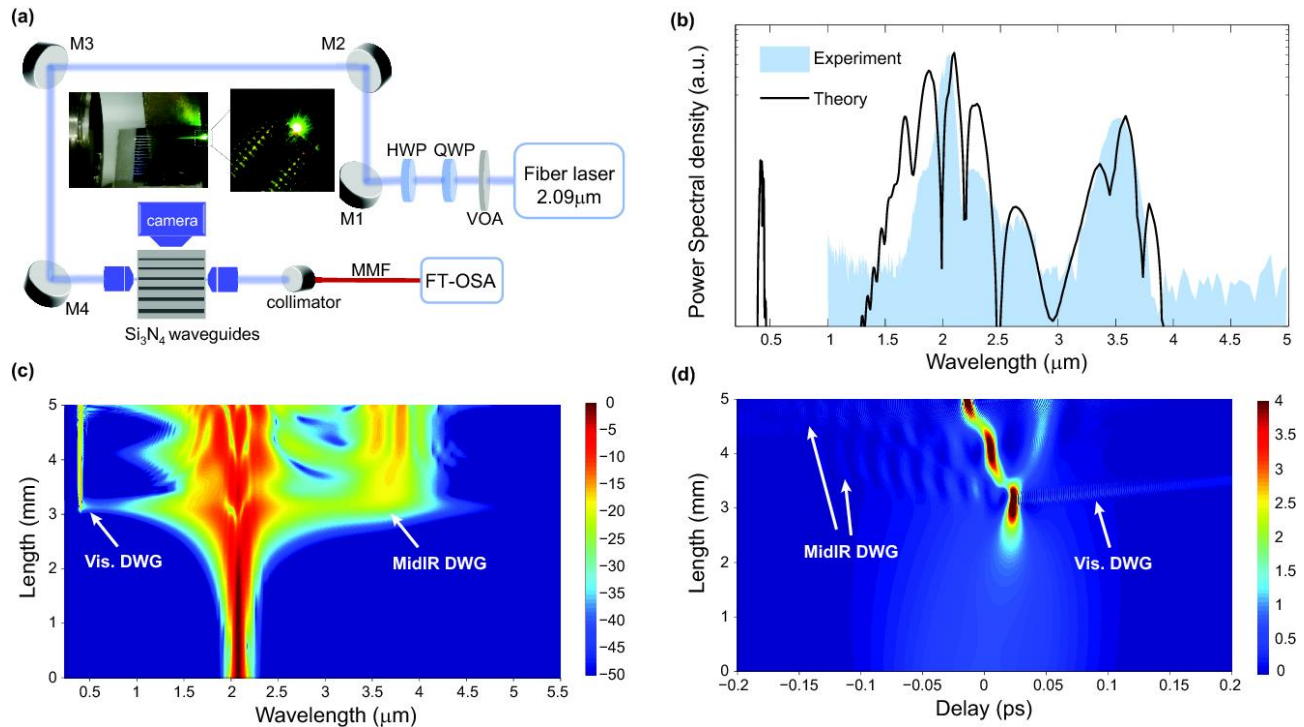 (a)
M3
M2
HWP QWP
Fiber laser
2.09μm
M1
VOA
camera
MMF
FT-OSA
collimator
M4
Si₃N₄ waveguides
(b)
Power Spectral density (a.u.)
Experiment
Theory
0.5 1 1.5 2 2.5 3 3.5 4 4.5 5
Wavelength (μm)
(c)
Length (mm)
5
4
3
2
1
0
Vis. DWG
MidIR DWG
0.5 1 1.5 2 2.5 3 3.5 4 4.5 5 5.5
Wavelength (μm)
0
−5
−10
−15
−20
−25
−30
−35
−40
−45
−50
(d)
Length (mm)
5
4
3
2
1
0
MidIR DWG
Vis. DWG
−0.2 −0.15 −0.1 −0.05 0 0.05 0.1 0.15 0.2
Delay (ps)
4
3.5
3
2.5
2
1.5
1
0.5
0